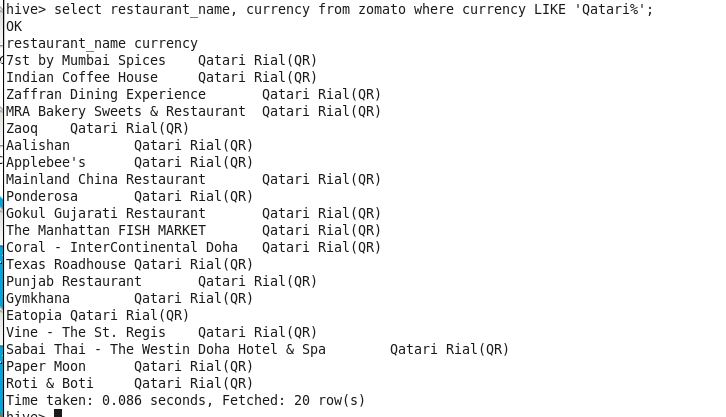 hive> select restaurant_name, currency from zomato where currency LIKE 'Qatari%';
OK
restaurant_name currency
7st by Mumbai Spices    Qatari Rial(QR)
Indian Coffee House     Qatari Rial(QR)
Zaffran Dining Experience       Qatari Rial(QR)
MRA Bakery Sweets & Restaurant  Qatari Rial(QR)
Zaoq    Qatari Rial(QR)
Aalishan        Qatari Rial(QR)
Applebee's      Qatari Rial(QR)
Mainland China Restaurant       Qatari Rial(QR)
Ponderosa       Qatari Rial(QR)
Gokul Gujarati Restaurant       Qatari Rial(QR)
The Manhattan FISH MARKET       Qatari Rial(QR)
Coral - InterContinental Doha   Qatari Rial(QR)
Texas Roadhouse Qatari Rial(QR)
Punjab Restaurant       Qatari Rial(QR)
Gymkhana        Qatari Rial(QR)
Eatopia Qatari Rial(QR)
Vine - The St. Regis    Qatari Rial(QR)
Sabai Thai - The Westin Doha Hotel & Spa        Qatari Rial(QR)
Paper Moon      Qatari Rial(QR)
Roti & Boti     Qatari Rial(QR)
Time taken: 0.086 seconds, Fetched: 20 row(s)
hive>